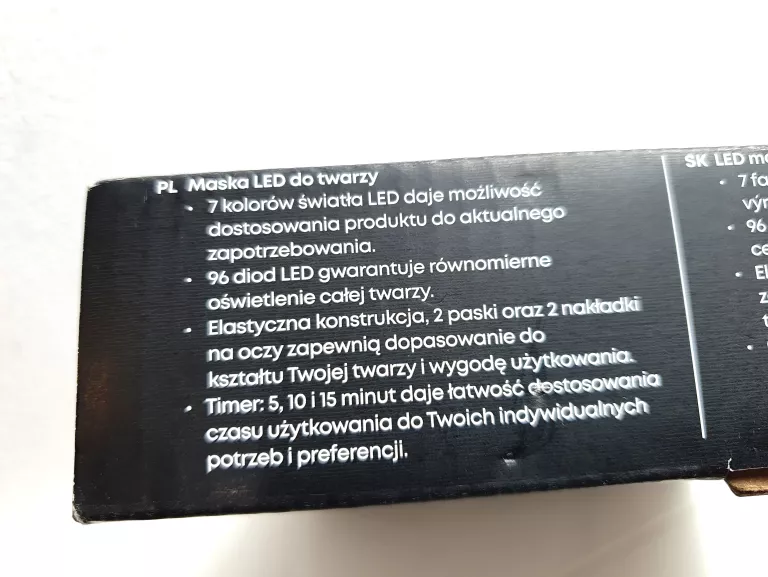 PL Maska LED do twarzy
• 7 kolorów światła LED daje możliwość
dostosowania produktu do aktualnego
zapotrzebowania.
• 96 diod LED gwarantuje równomierne
oświetlenie całej twarzy.
• Elastyczna konstrukcja, 2 paski oraz 2 nakładki
na oczy zapewnią dopasowanie do
kształtu Twojej twarzy i wygodę użytkowania.
• Timer: 5, 10 i 15 minut daje łatwość dostosowania
czasu użytkowania do Twoich indywidualnych
potrzeb i preferencji.
SK LED
• 7
• 96